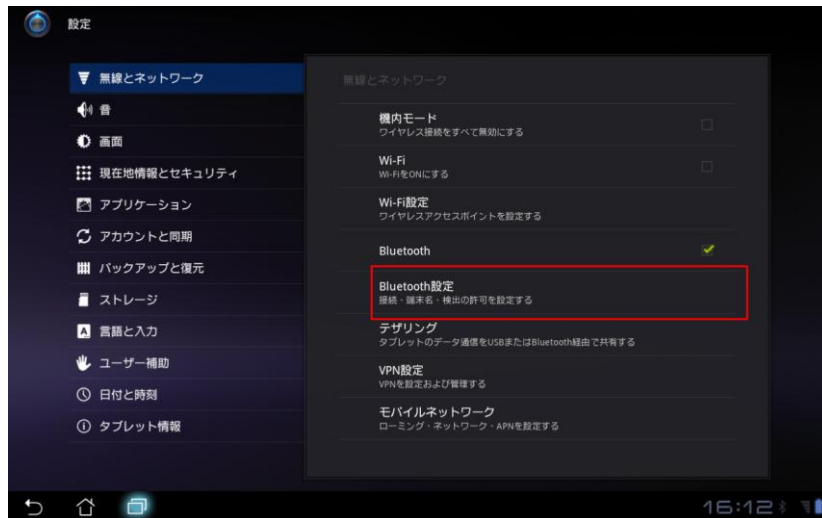 設定
無線とネットワーク
音
画面
現在地情報とセキュリティ
アプリケーション
アカウントと同期
バックアップと復元
ストレージ
言語と入力
ユーザー補助
日付と時刻
タブレット情報
無線とネットワーク
機内モード
ワイヤレス接続をすべて無効にする
Wi-Fi
Wi-FiをONにする
Wi-Fi設定
ワイヤレスアクセスポイントを設定する
Bluetooth
Bluetooth設定
接続・端末名・検出の許可を設定する
テザリング
タブレットのデータ通信をUSBまたはBluetooth経由で共有する
VPN設定
VPNを設定および管理する
モバイルネットワーク
ローミング・ネットワーク・APNを設定する
16:12